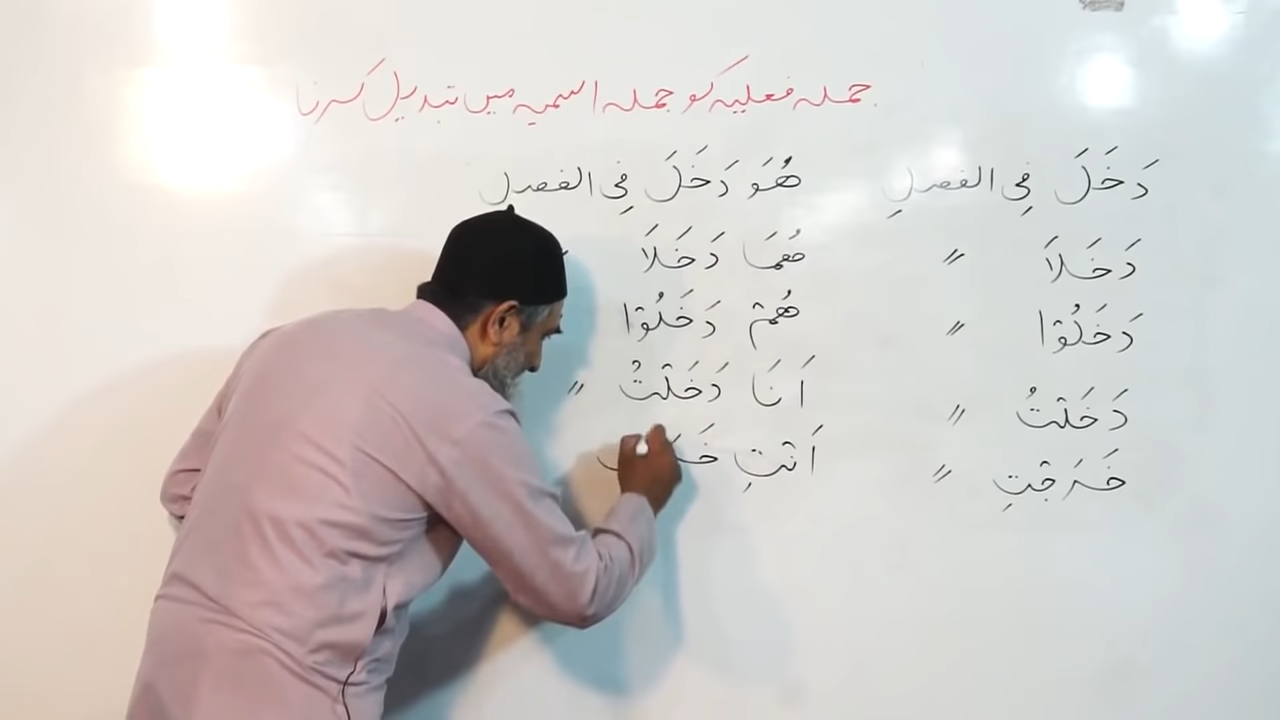 جملہ فعلیہ کو جملہ اسمیہ میں تبدیل کرنا
دَخَلَ فِی الفصلِ هُوَ دَخَلَ فِی الفصل
دَخَلَا 〃 هُمَا دَخَلَا
دَخَلُوْا 〃 هُمْ دَخَلُوْا
دَخَلْتُ 〃 اَنَا دَخَلْتُ 〃
خَرَجْتِ 〃 اَنْتِ